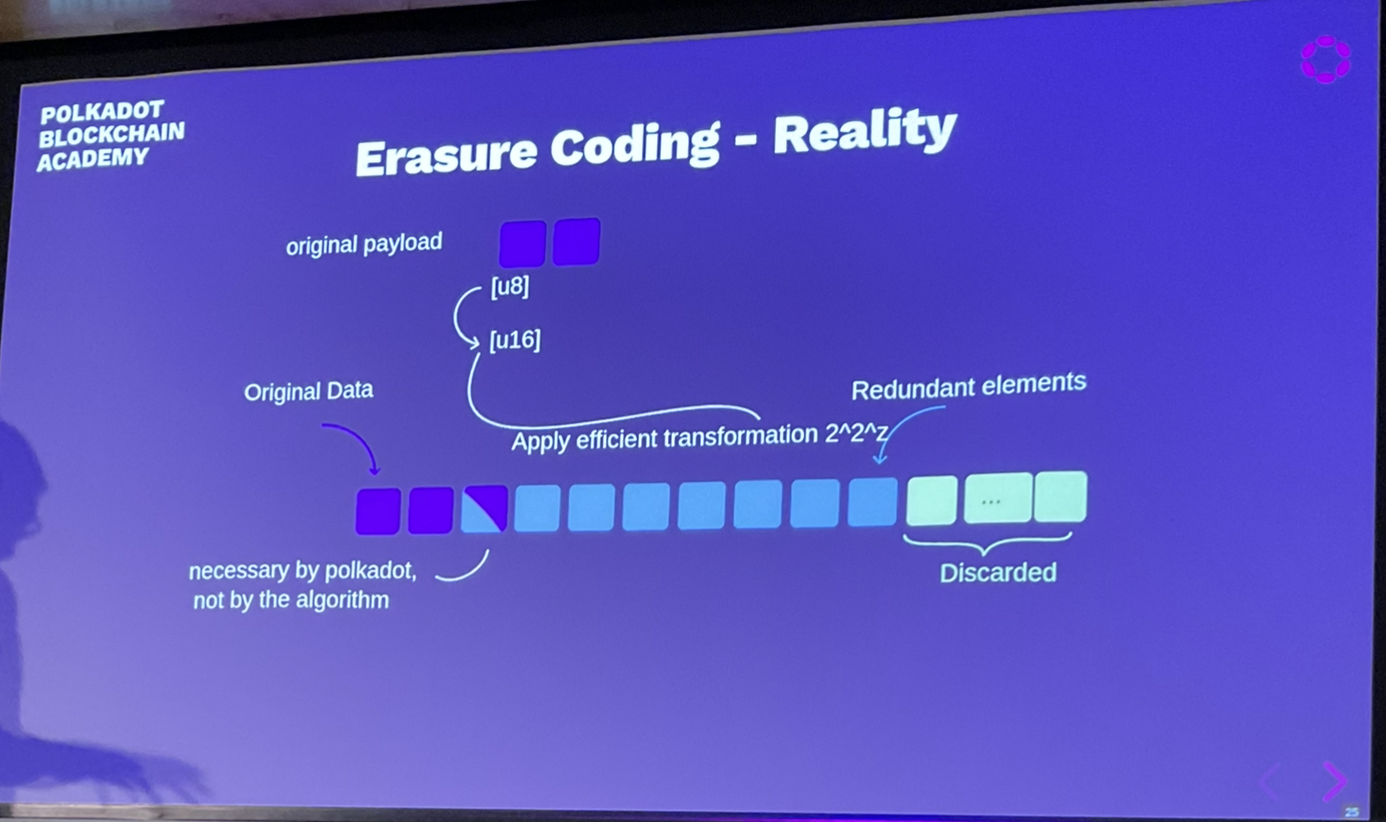 POLKADOT
BLOCKCHAIN
ACADEMY
Erasure Coding - Reality
original payload
[u8]
[u16]
Original Data
Redundant elements
Apply efficient transformation 2^2^z
...
necessary by polkadot,
not by the algorithm
Discarded
25